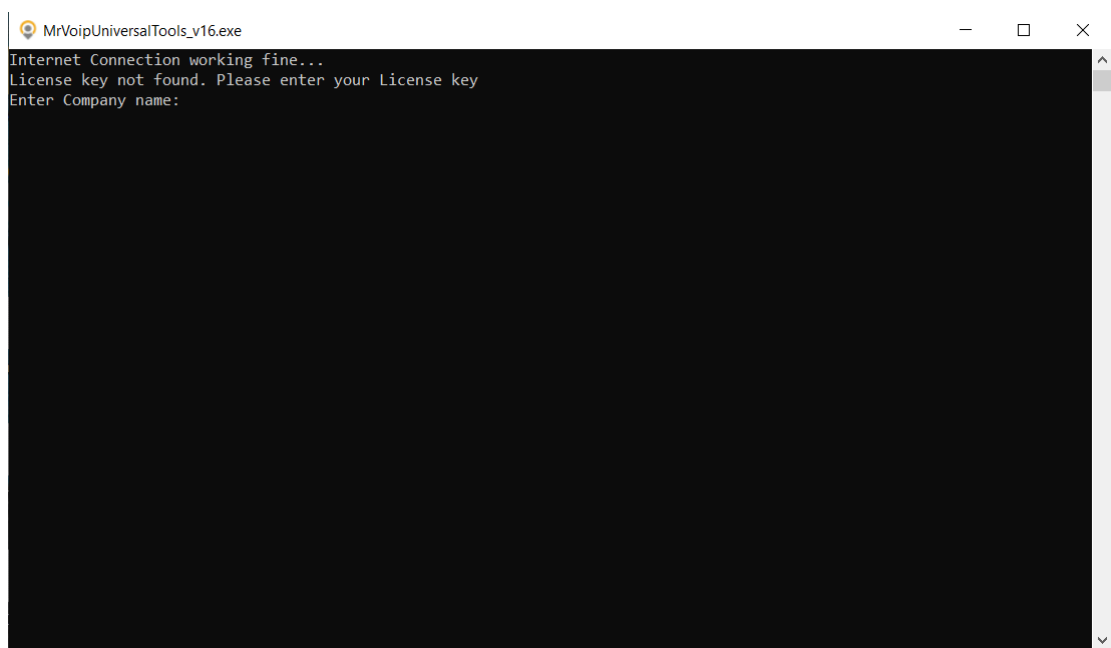 MrVoipUniversalTools_v16.exe
Internet Connection working fine...
License key not found. Please enter your License key
Enter Company name: